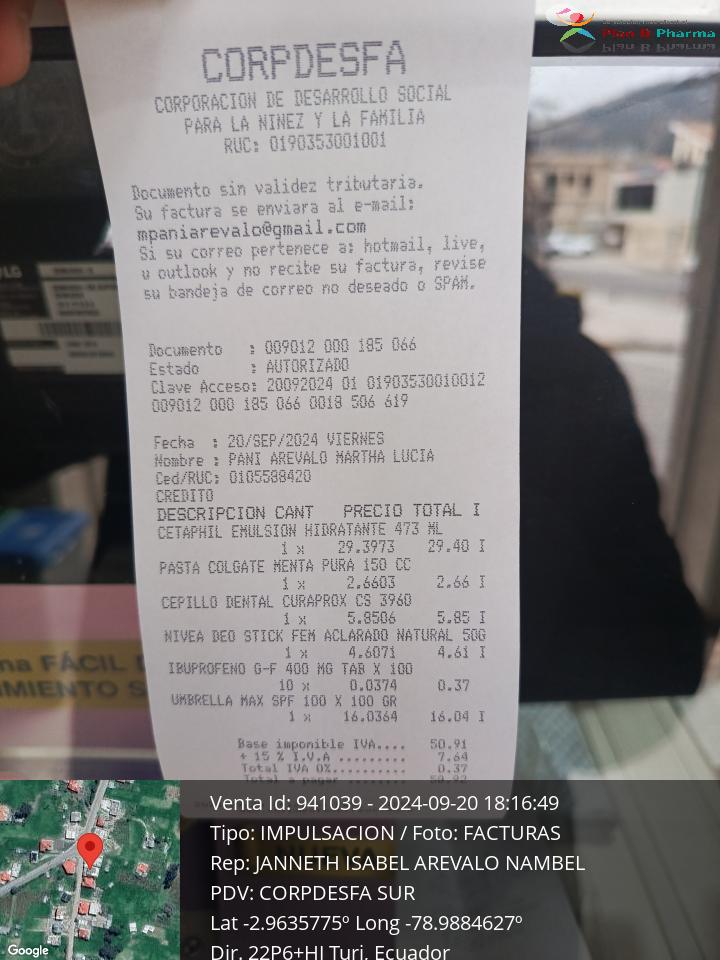 Plan B Pharma
CORPDESFA
CORPORACION DE DESARROLLO SOCIAL
PARA LA NINEZ Y LA FAMILIA
RUC: 0190353001001
Documento sin validez tributaria.
Su factura se enviara al e-mail:
mpaniarevalo@gmail.com
Si su correo pertenece a: hotmail, live,
u outlook y no recibe su factura, revise
su bandeja de correo no deseado o SPAM.
Documento : 009012 000 185 066
Estado : AUTORIZADO
Clave Acceso: 20092024 01 01903530010012
009012 000 185 066 0018 506 619
Fecha : 20/SEP/2024 VIERNES
Nombre : PANI AREVALO MARTHA LUCIA
Ced/RUC: 0105588420
CREDITO
DESCRIPCION CANT PRECIO TOTAL I
CETAPHIL EMULSION HIDRATANTE 473 ML
1 x 29.3973 29.40 I
PASTA COLGATE MENTA PURA 150 CC
1 x 2.6603 2.66 I
CEPILLO DENTAL CURAPROX CS 3960
1 x 5.8506 5.85 I
NIVEA DEO STICK FEM ACLARADO NATURAL 50G
1 x 4.6071 4.61 I
IBUPROFENO G-F 400 MG TAB X 100
10 x 0.0374 0.37
UMBRELLA MAX SPF 100 X 100 GR
1 x 16.0364 16.04 I
Base imponible IVA.... 50.91
+ 15 % I.V.A ......... 7.64
Total IVA 0%.......... 0.37
Total a pagar
LG
na FÁCIL
MIENTO S
NUEVA
Venta Id: 941039 - 2024-09-20 18:16:49
Tipo: IMPULSACION / Foto: FACTURAS
Rep: JANNETH ISABEL AREVALO NAMBEL
PDV: CORPDESFA SUR
Lat -2.9635775º Long -78.9884627º
Dir. 22P6+HJ Turi, Ecuador
Google